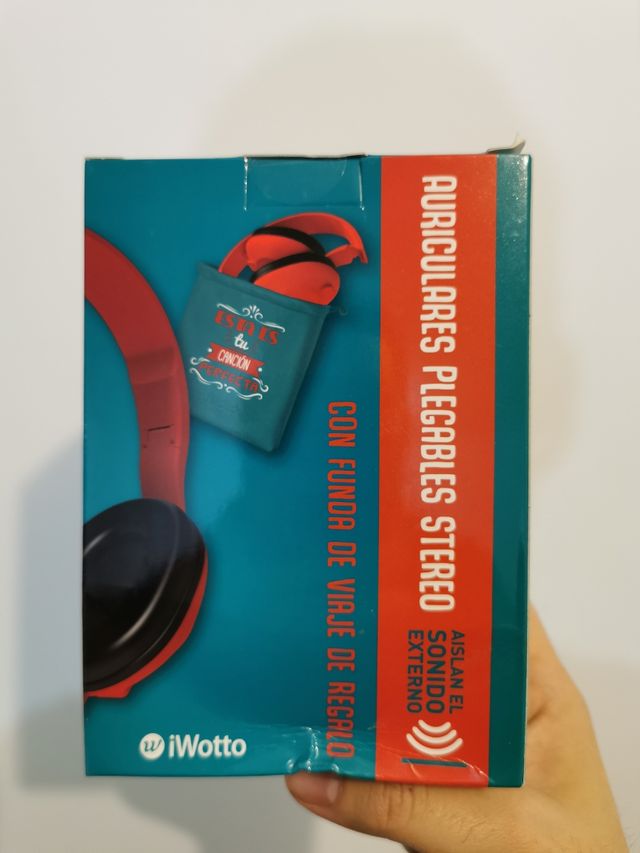 AURICULARES PLEGABLES STEREO
AISLAN EL
SONIDO
EXTERNO
CON FUNDA DE VIAJE DE REGALO
ESTA ES
tu
CANCIÓN
PERFECTA
w iWotto